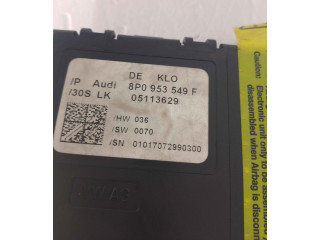 DE KLO
/P Audi 8P0 953 549 F
/30S LK 05113629
/HW 036
/SW 0070
/SN 01017072990300
Caution:
Electronic unit only to be
disassembled when Airbag
is disconn